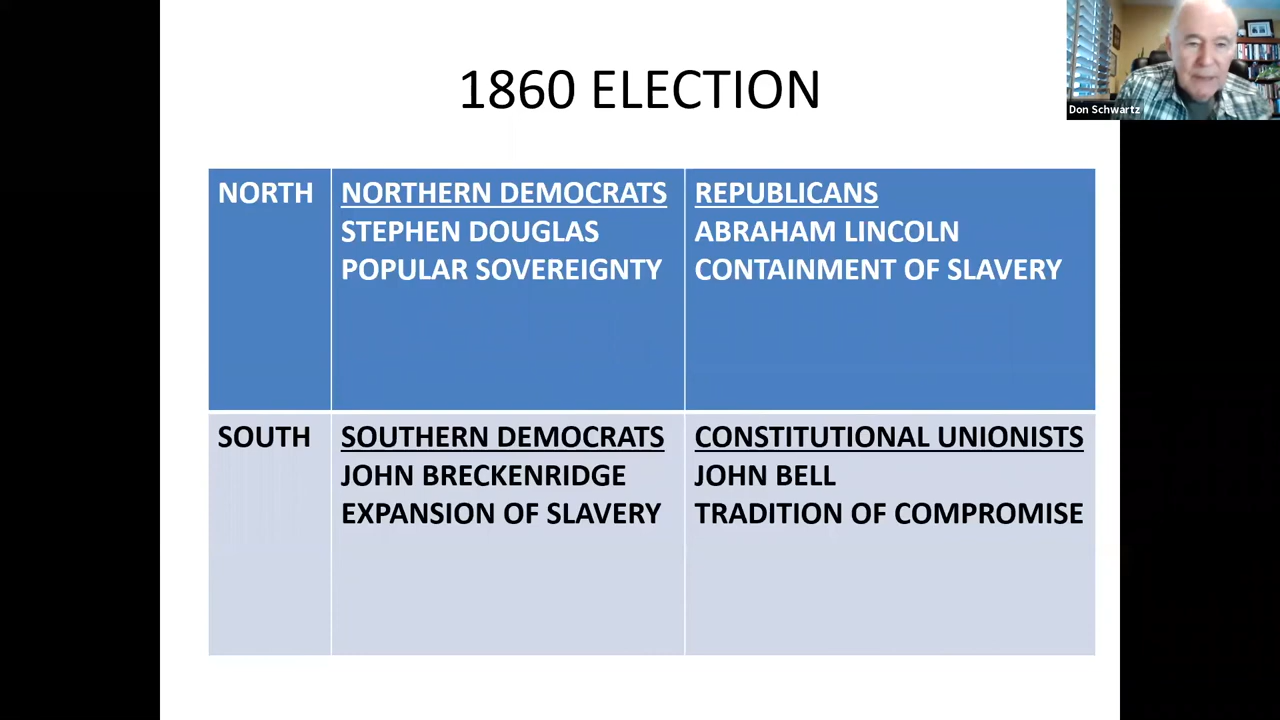 1860 ELECTION
Don Schwartz
NORTH
NORTHERN DEMOCRATS
STEPHEN DOUGLAS
POPULAR SOVEREIGNTY
REPUBLICANS
ABRAHAM LINCOLN
CONTAINMENT OF SLAVERY
SOUTH
SOUTHERN DEMOCRATS
JOHN BRECKENRIDGE
EXPANSION OF SLAVERY
CONSTITUTIONAL UNIONISTS
JOHN BELL
TRADITION OF COMPROMISE